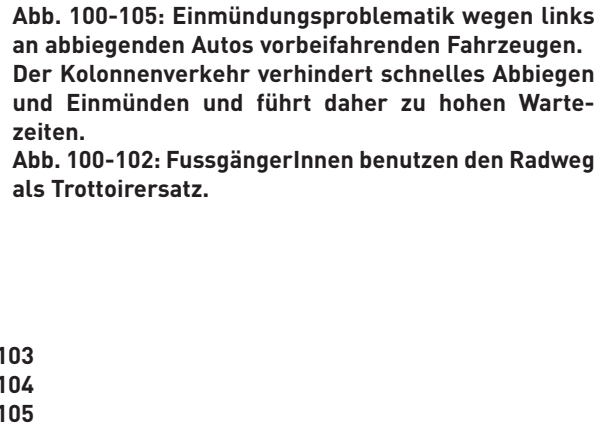 Abb. 100-105: Einmündungsproblematik wegen links
an abbiegenden Autos vorbeifahrenden Fahrzeugen.
Der Kolonnenverkehr verhindert schnelles Abbiegen
und Einmünden und führt daher zu hohen Warte-
zeiten.
Abb. 100-102: FussgängerInnen benutzen den Radweg
als Trottoirersatz.
103
104
105